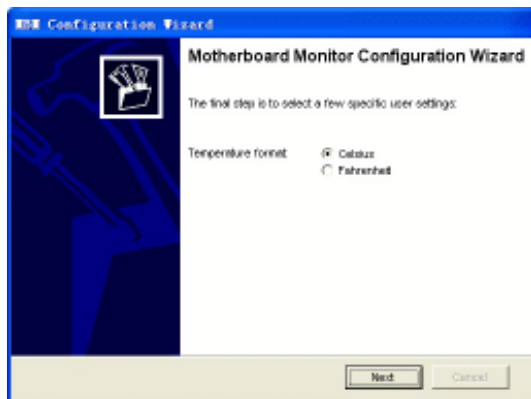 MBM Configuration Wizard
Motherboard Monitor Configuration Wizard
The final step is to select a few specific user settings:
Temperature format: Celsius
Fahrenheit
Next Cancel